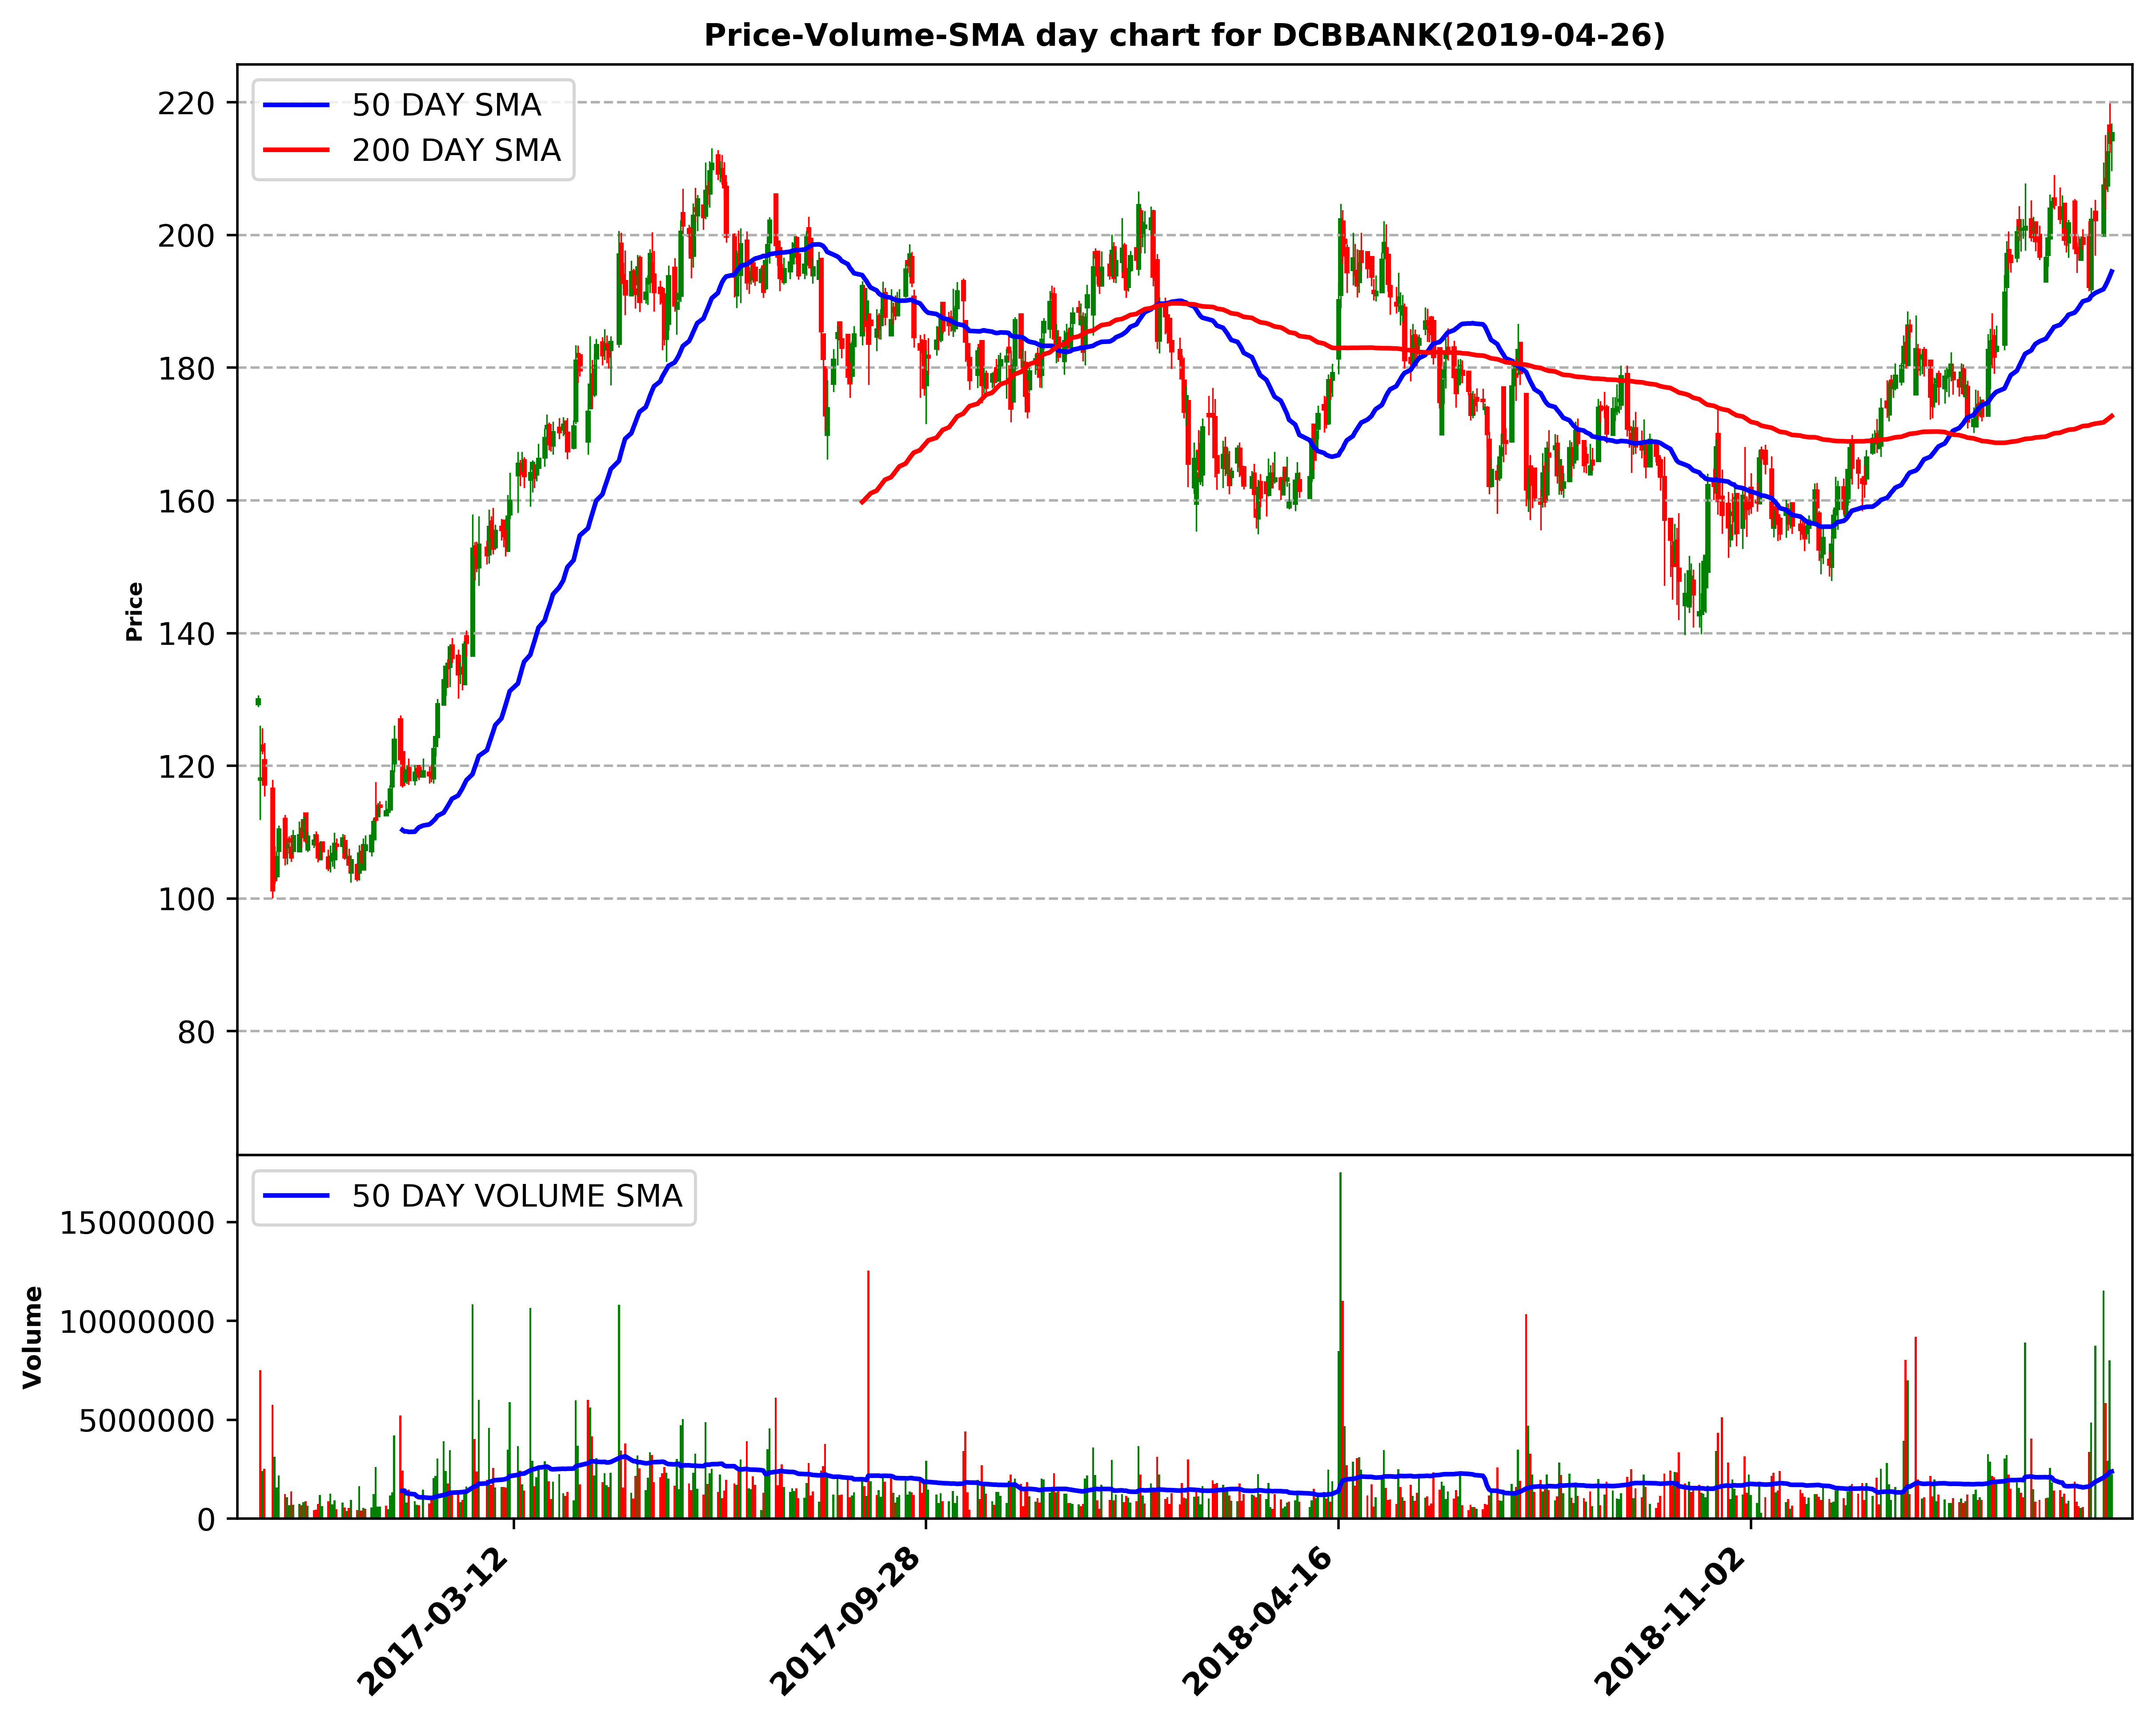 Price-Volume-SMA day chart for DCBBANK(2019-04-26)
50 DAY SMA
200 DAY SMA
220
200
180
160
140
120
100
80
Price
50 DAY VOLUME SMA
15000000
10000000
5000000
0
Volume
2017-03-12
2017-09-28
2018-04-16
2018-11-02